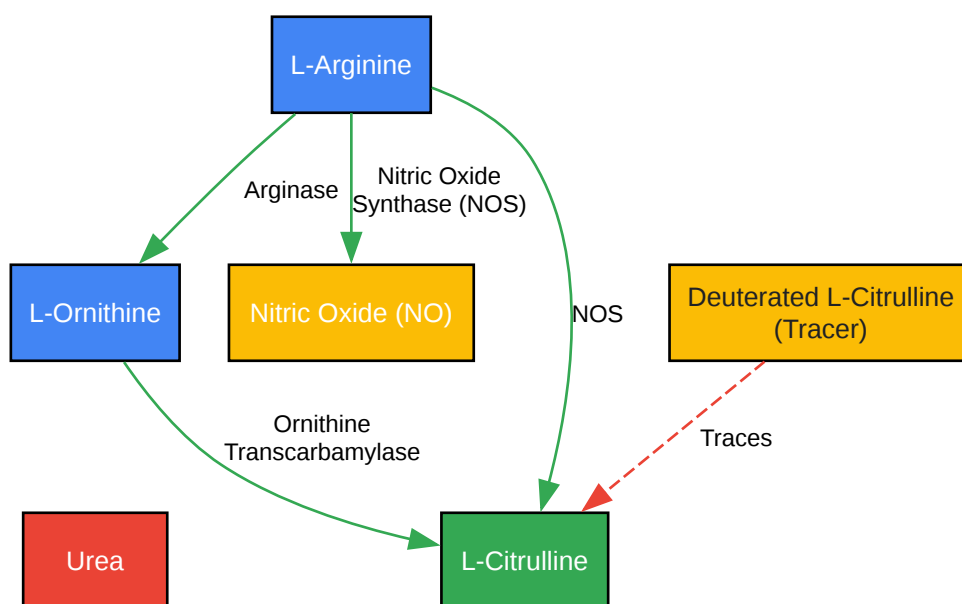 L-Arginine
Arginase
Nitric Oxide
Synthase (NOS)
L-Ornithine
Nitric Oxide (NO)
NOS
Deuterated L-Citrulline
(Tracer)
Ornithine
Transcarbamylase
Traces
Urea
L-Citrulline